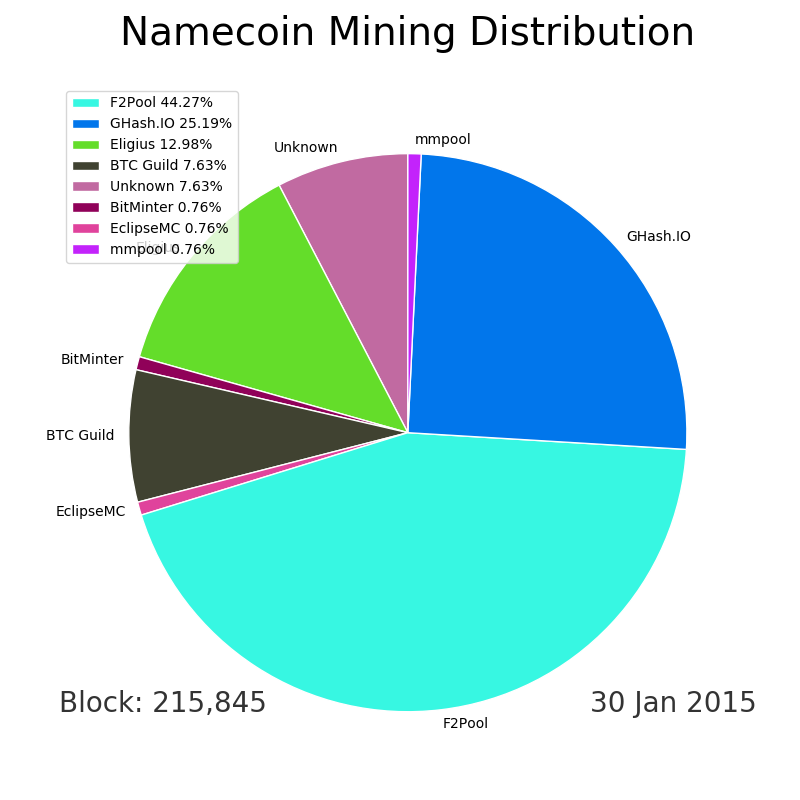 Namecoin Mining Distribution
F2Pool 44.27%
GHash.IO 25.19%
Eligius 12.98%
BTC Guild 7.63%
Unknown 7.63%
BitMinter 0.76%
EclipseMC 0.76%
mmpool 0.76%
mmpool
Unknown
GHash.IO
Eligius
BitMinter
BTC Guild
EclipseMC
Block: 215,845
30 Jan 2015
F2Pool